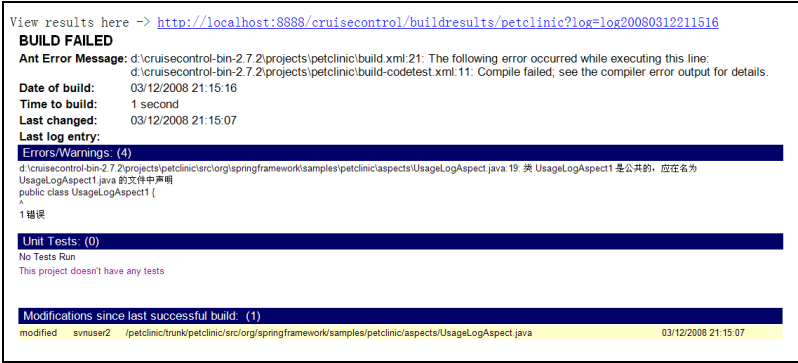 View results here -> http://localhost:8888/cruisecontrol/buildresults/petclinic?log=log20080312211516
BUILD FAILED
Ant Error Message: d:\cruisecontrol-bin-2.7.2\projects\petclinic\build.xml:21: The following error occurred while executing this line:
d:\cruisecontrol-bin-2.7.2\projects\petclinic\build-codetest.xml:11: Compile failed; see the compiler error output for details.
Date of build: 03/12/2008 21:15:16
Time to build: 1 second
Last changed: 03/12/2008 21:15:07
Last log entry:
Errors/Warnings: (4)
d:\cruisecontrol-bin-2.7.2\projects\petclinic\src\org\springframework\samples\petclinic\aspects\UsageLogAspect.java:19: 类 UsageLogAspect1 是公共的，应在名为
UsageLogAspect1.java 的文件中声明
public class UsageLogAspect1 {
^
1 错误
Unit Tests: (0)
No Tests Run
This project doesn't have any tests
Modifications since last successful build: (1)
modified svnuser2 /petclinic/trunk/petclinic/src/org/springframework/samples/petclinic/aspects/UsageLogAspect.java 03/12/2008 21:15:07